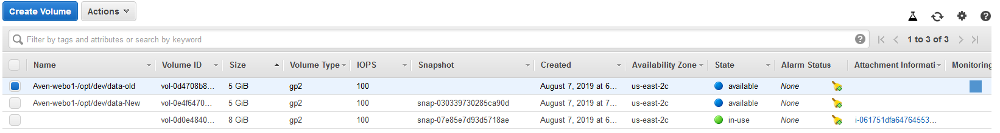 Create Volume Actions
Filter by tags and attributes or search by keyword 1 to 3 of 3
Name Volume ID Size Volume Type IOPS Snapshot Created Availability Zone State Alarm Status Attachment Informati Monitoring
Aven-webo1-/opt/dev/data-old vol-0d4708b8... 5 GiB gp2 100 August 7, 2019 at 6... us-east-2c available None
Aven-webo1-/opt/dev/data-New vol-0e4f6470... 5 GiB gp2 100 snap-030339730285ca90d August 7, 2019 at 7... us-east-2c available None
vol-0d0e4840... 8 GiB gp2 100 snap-07e85e7d93d5718ae August 7, 2019 at 6... us-east-2c in-use None i-061751dfa64764553...